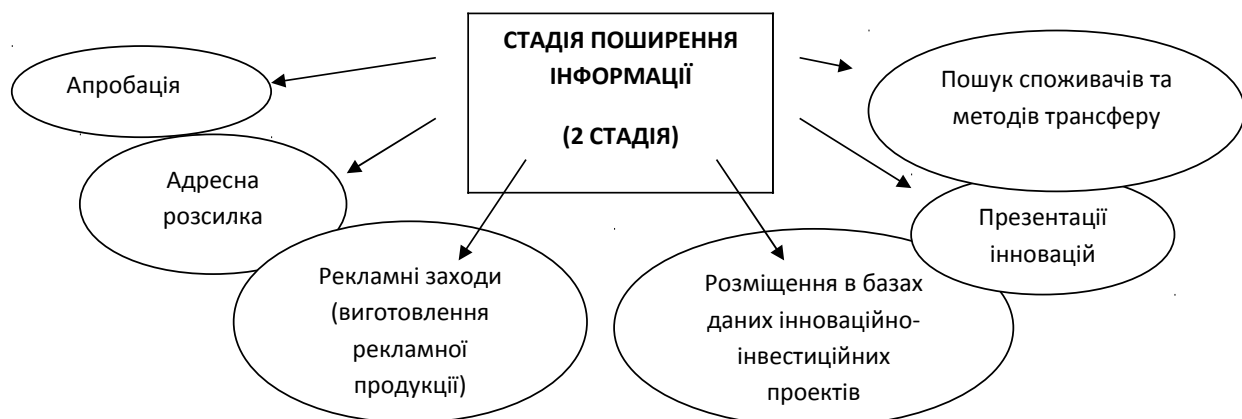 СТАДІЯ ПОШИРЕННЯ
ІНФОРМАЦІЇ
(2 СТАДІЯ)
Апробація
Адресна
розсилка
Рекламні заходи
(виготовлення
рекламної
продукції)
Розміщення в базах
даних інноваційно-
інвестиційних
проектів
Презентації
інновацій
Пошук споживачів та
методів трансферу